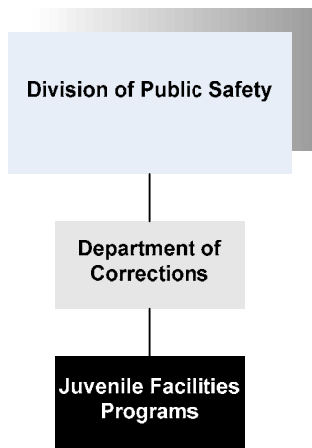 Division of Public Safety
Department of
Corrections
Juvenile Facilities
Programs